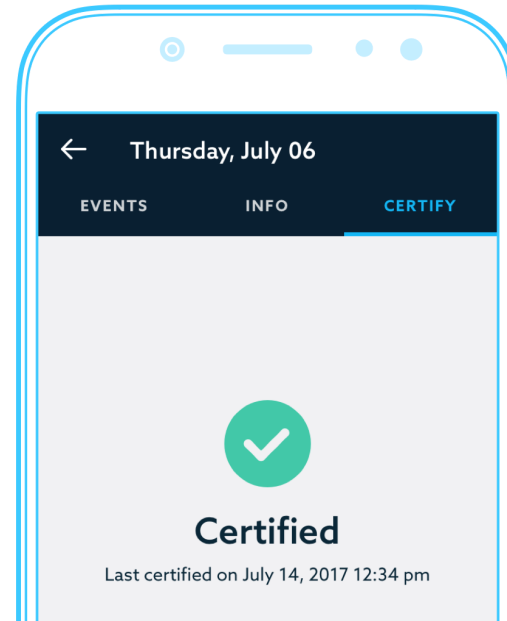 Thursday, July 06
EVENTS INFO CERTIFY
Certified
Last certified on July 14, 2017 12:34 pm